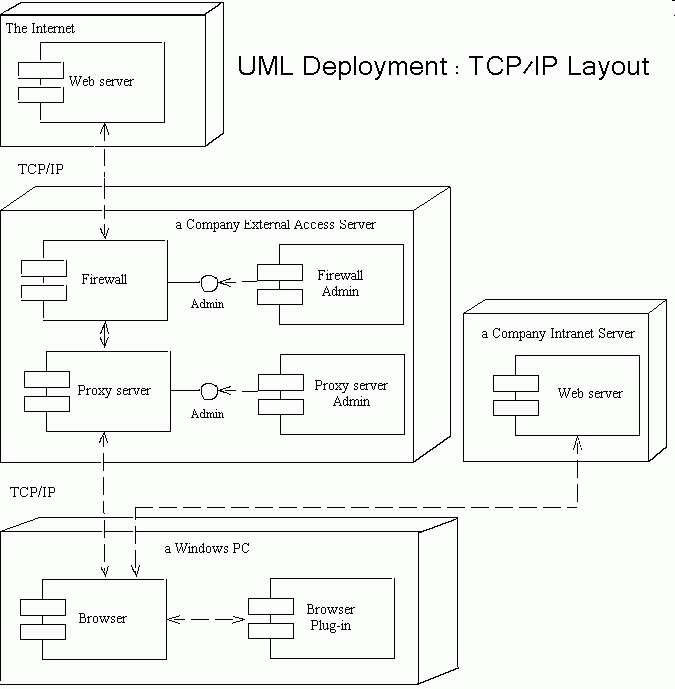 The Internet
Web server
UML Deployment : TCP/IP Layout
TCP/IP
a Company External Access Server
Firewall
Admin
Firewall
Admin
a Company Intranet Server
Web server
Proxy server
Admin
Proxy server
Admin
TCP/IP
a Windows PC
Browser
Browser
Plug-in